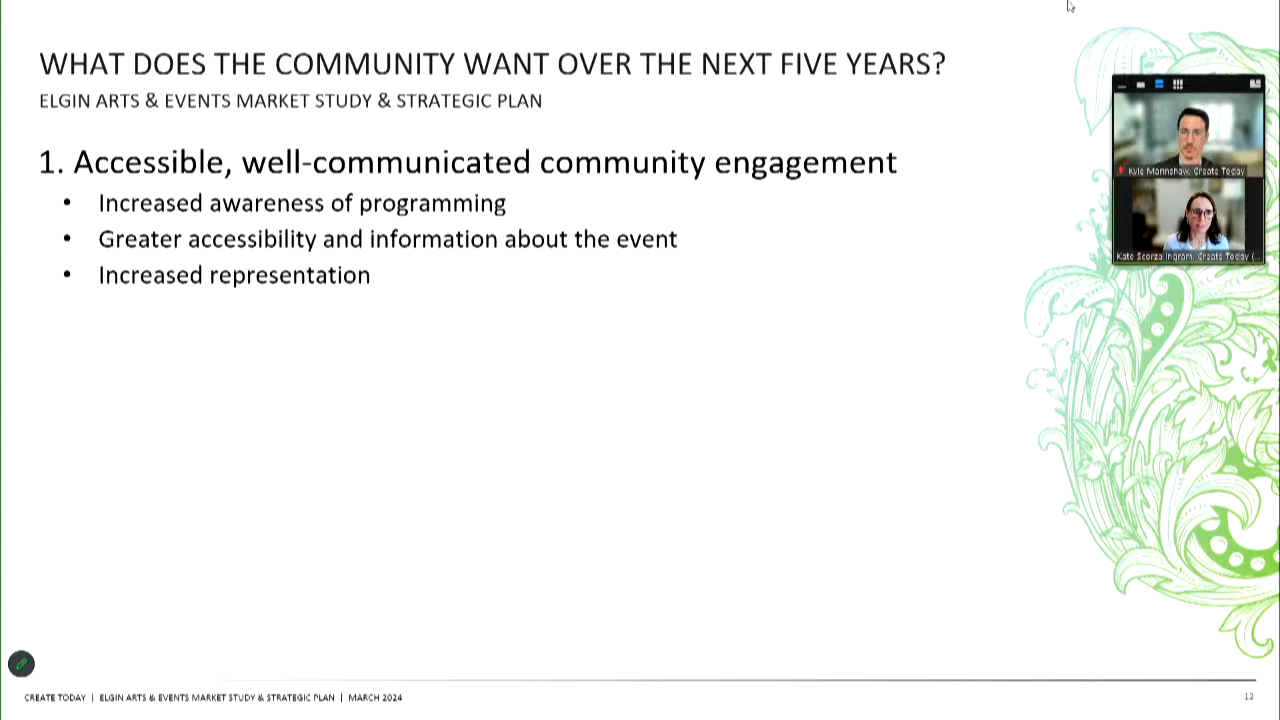 WHAT DOES THE COMMUNITY WANT OVER THE NEXT FIVE YEARS?
ELGIN ARTS & EVENTS MARKET STUDY & STRATEGIC PLAN
1. Accessible, well-communicated community engagement
• Increased awareness of programming
• Greater accessibility and information about the event
• Increased representation
Kyle Mannshaw, Create Today
Kate Scorza Ingram, Create Today (...
CREATE TODAY | ELGIN ARTS & EVENTS MARKET STUDY & STRATEGIC PLAN | MARCH 2024
12